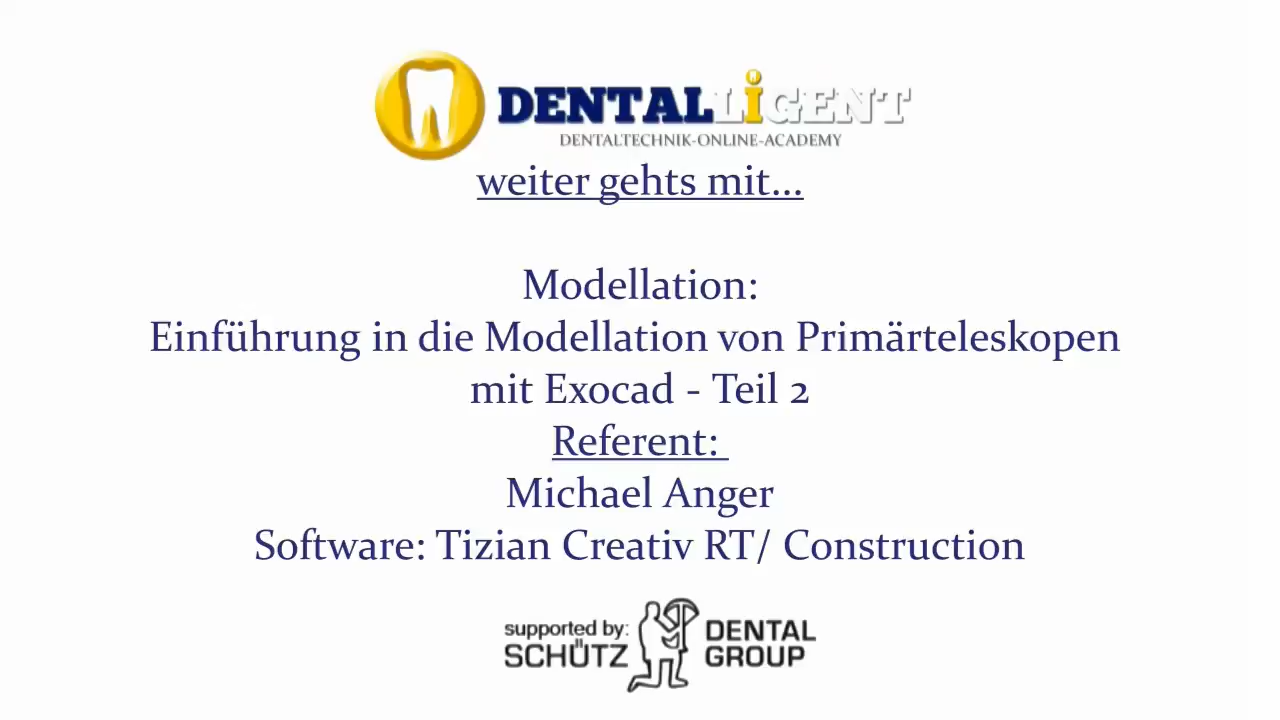 DENTALLiGENT
DENTALTECHNIK-ONLINE-ACADEMY
weiter gehts mit...
Modellation:
Einführung in die Modellation von Primärteleskopen
mit Exocad - Teil 2
Referent:
Michael Anger
Software: Tizian Creativ RT/ Construction
supported by:
SCHÜTZ DENTAL
GROUP